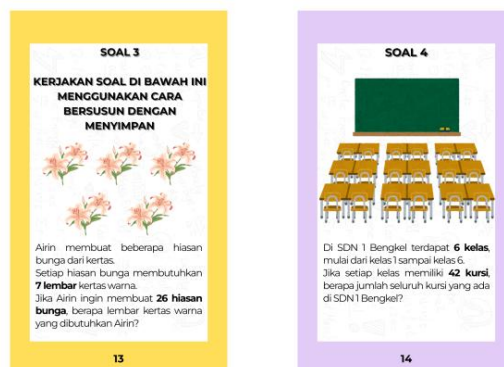 SOAL 3
KERJAKAN SOAL DI BAWAH INI
MENGGUNAKAN CARA
BERSUSUN DENGAN
MENYIMPAN
Airin membuat beberapa hiasan
bunga dari kertas.
Setiap hiasan bunga membutuhkan
7 lembar kertas warna.
Jika Airin ingin membuat 26 hiasan
bunga, berapa lembar kertas warna
yang dibutuhkan Airin?
13
SOAL 4
Di SDN 1 Bengkel terdapat 6 kelas,
mulai dari kelas 1 sampai kelas 6.
Jika setiap kelas memiliki 42 kursi,
berapa jumlah seluruh kursi yang ada
di SDN 1 Bengkel?
14